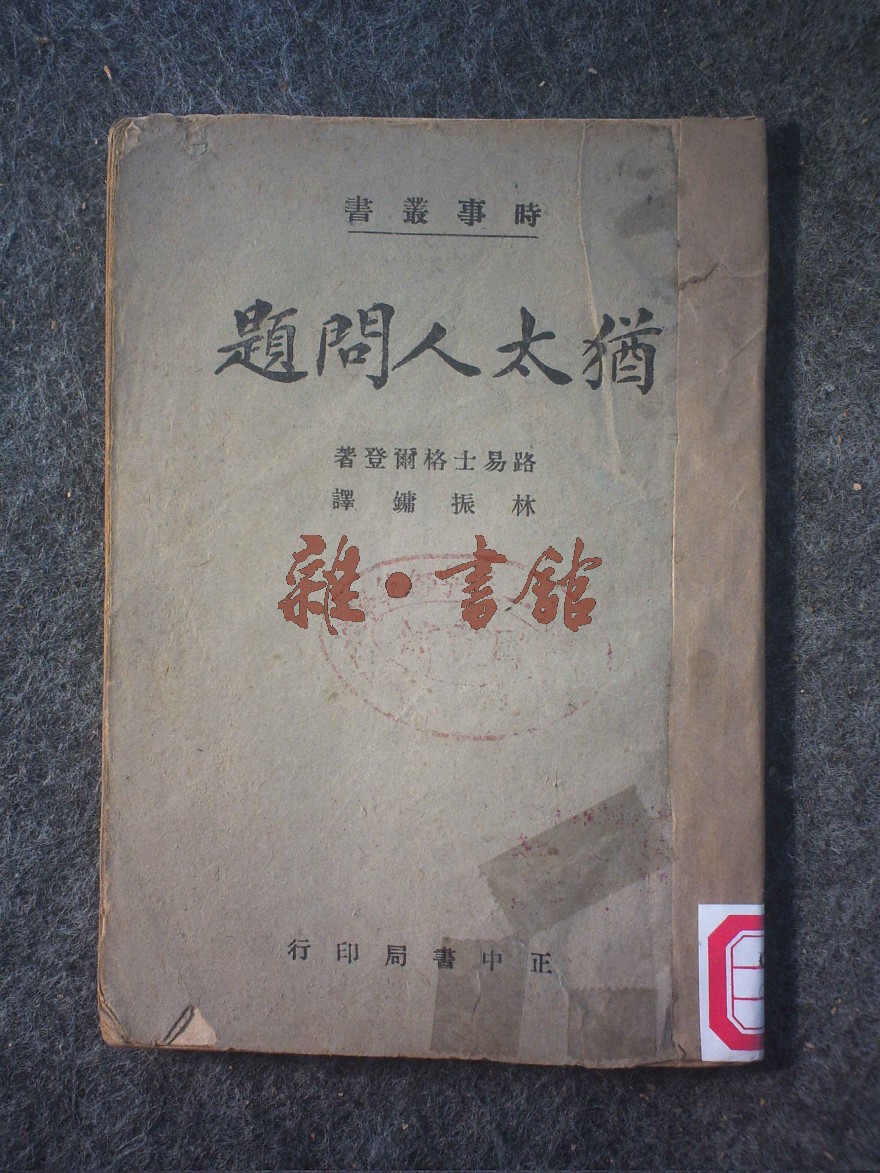 時事叢書
猶太人問題
路易士格爾登著
林振鏞譯
雜·書館
正中書局印行